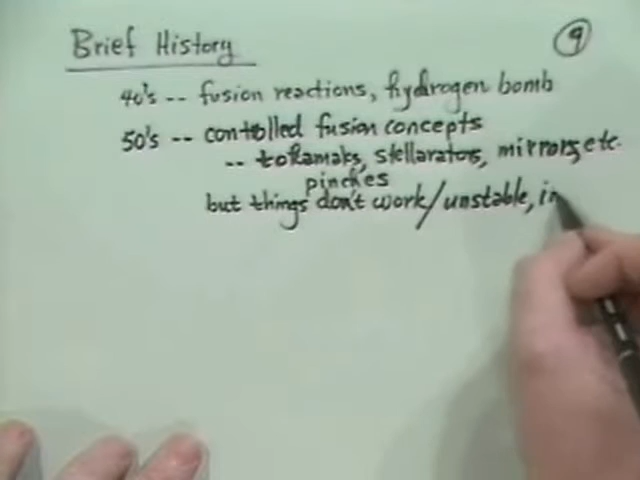 Brief History
9
40's -- fusion reactions, hydrogen bomb
50's -- controlled fusion concepts
-- tokamaks, stellarators, mirrors, etc.
pinches
but things don't work/unstable, in